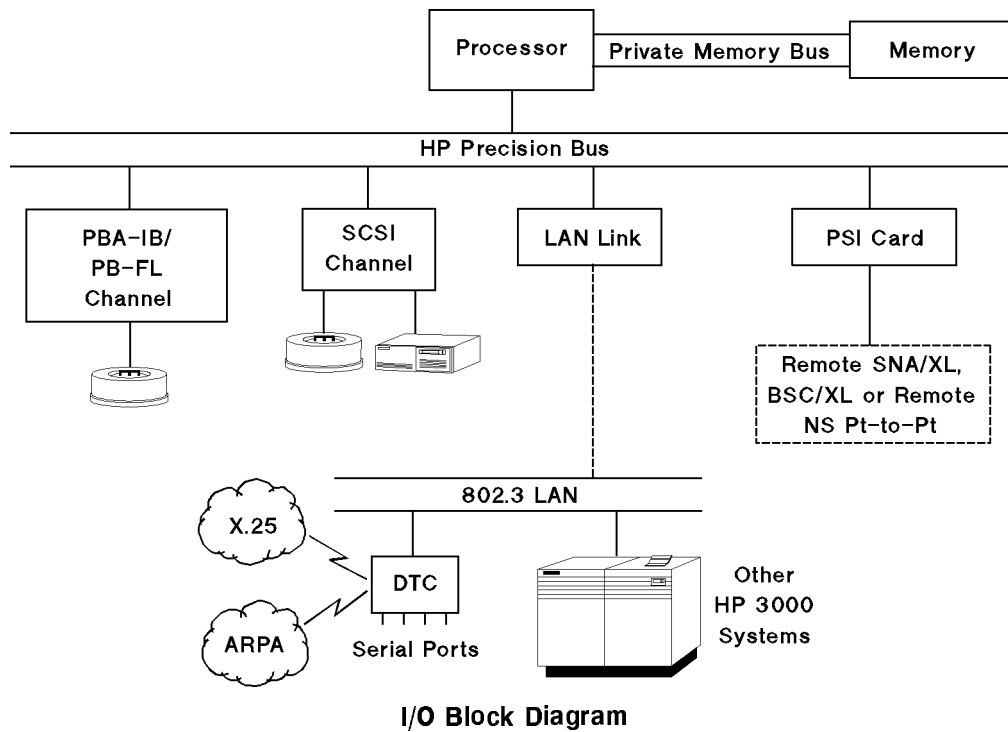 Processor
Private Memory Bus
Memory
HP Precision Bus
PBA-IB/
PB-FL
Channel
SCSI
Channel
LAN Link
PSI Card
Remote SNA/XL,
BSC/XL or Remote
NS Pt-to-Pt
802.3 LAN
X.25
DTC
ARPA
Serial Ports
Other
HP 3000
Systems
I/O Block Diagram